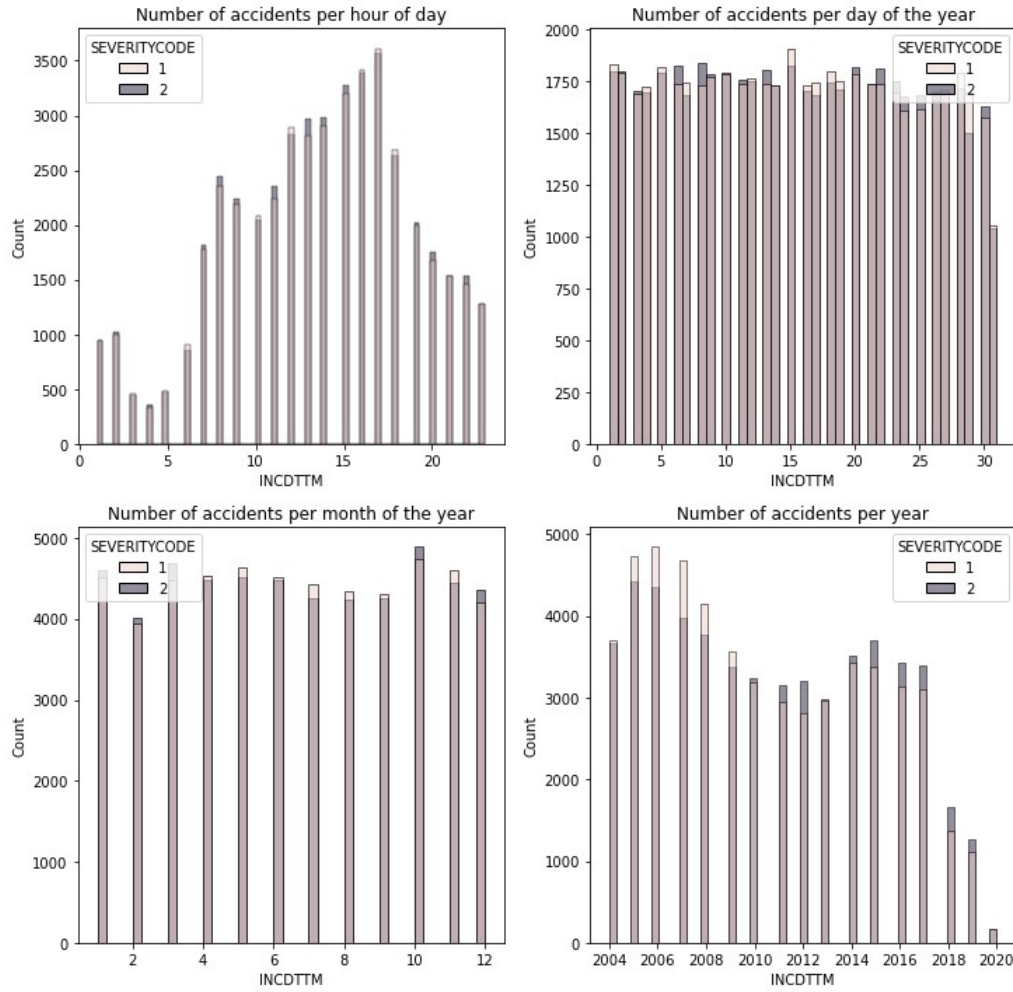 Number of accidents per hour of day
SEVERITYCODE
1
2
3500
3000
2500
2000
1500
1000
500
0
Count
0 5 10 15 20
INCDTTM
Number of accidents per day of the year
SEVERITYCODE
1
2
2000
1750
1500
1250
1000
750
500
250
0
Count
0 5 10 15 20 25 30
INCDTTM
Number of accidents per month of the year
SEVERITYCODE
1
2
5000
4000
3000
2000
1000
0
Count
2 4 6 8 10 12
INCDTTM
Number of accidents per year
SEVERITYCODE
1
2
5000
4000
3000
2000
1000
0
Count
2004 2006 2008 2010 2012 2014 2016 2018 2020
INCDTTM